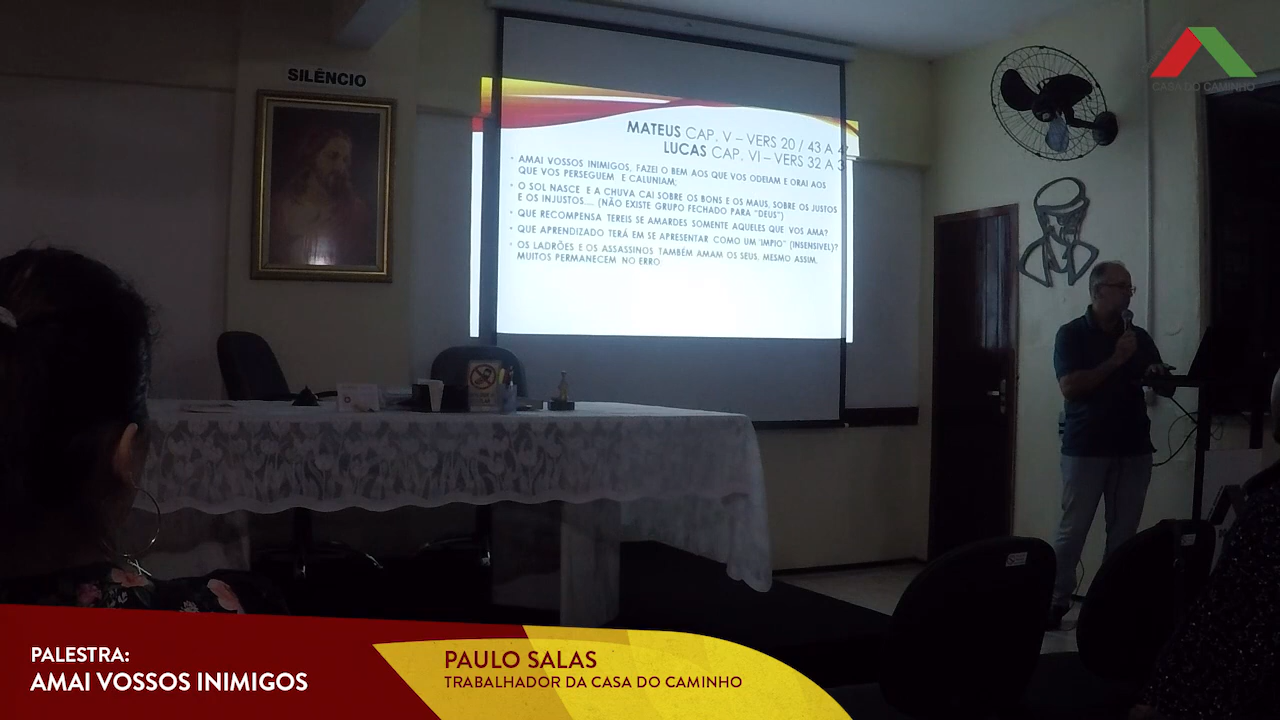 SILÊNCIO
CASA DO CAMINHO
MATEUS CAP. V – VERS 20 / 43 A
LUCAS CAP. VI – VERS 32 A 3
• AMAI VOSSOS INIMIGOS, FAZEI O BEM AOS QUE VOS ODEIAM E ORAI AOS
QUE VOS PERSEGUEM E CALUNIAM;
• O SOL NASCE E A CHUVA CAI SOBRE OS BONS E OS MAUS, SOBRE OS JUSTOS
E OS INJUSTOS.... (NÃO EXISTE GRUPO FECHADO PARA "DEUS")
• QUE RECOMPENSA TEREIS SE AMARDES SOMENTE AQUELES QUE VOS AMA?
• QUE APRENDIZADO TERÁ EM SE APRESENTAR COMO UM "IMPIO" (INSENSIVEL)?
• OS LADRÕES E OS ASSASSINOS TAMBÉM AMAM OS SEUS, MESMO ASSIM,
MUITOS PERMANECEM NO ERRO
PALESTRA:
AMAI VOSSOS INIMIGOS
PAULO SALAS
TRABALHADOR DA CASA DO CAMINHO